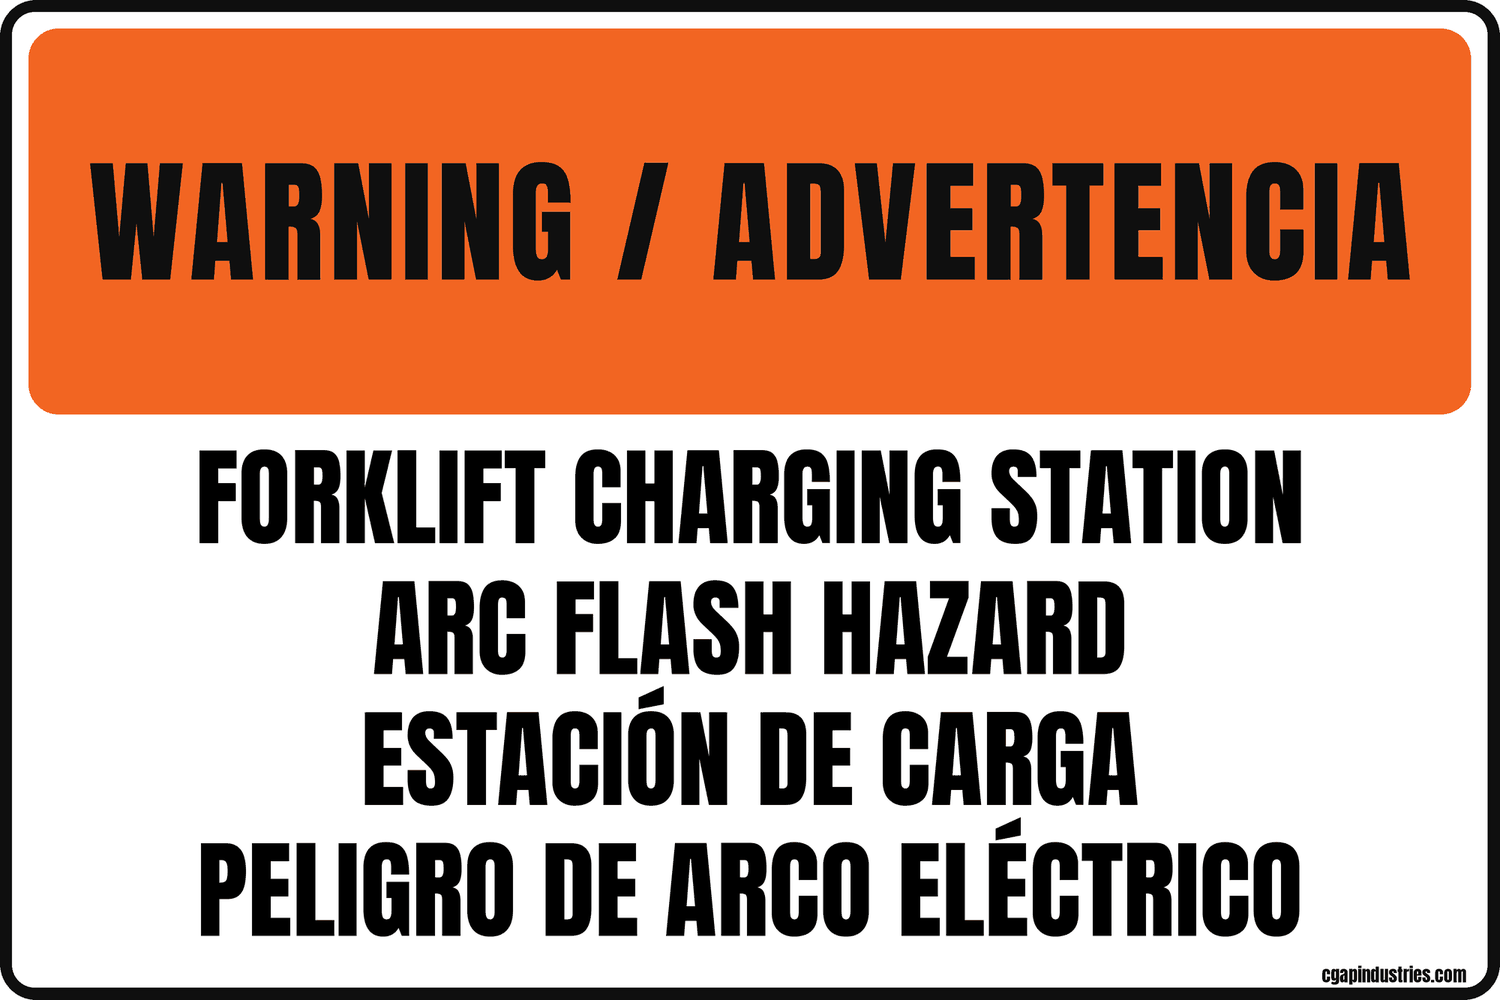 WARNING / ADVERTENCIA
FORKLIFT CHARGING STATION
ARC FLASH HAZARD
ESTACIÓN DE CARGA
PELIGRO DE ARCO ELÉCTRICO
cgapindustries.com